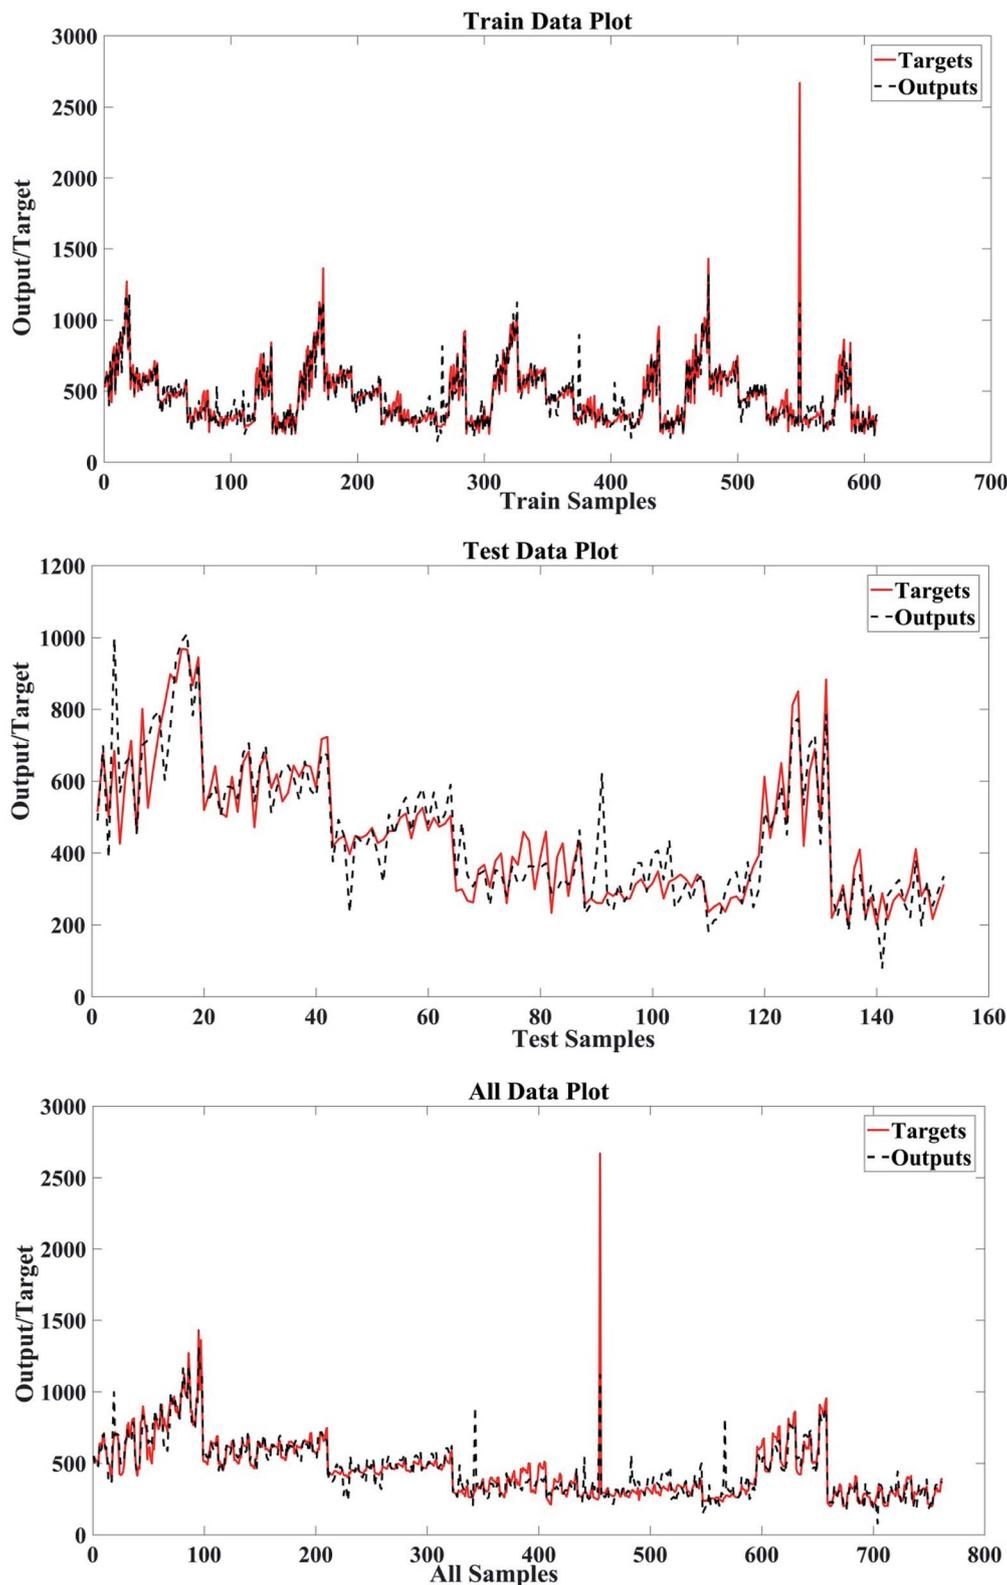 Train Data Plot
3000
2500
2000
1500
1000
500
0
Output/Target
Targets
Outputs
0 100 200 300 400 500 600 700
Train Samples
Test Data Plot
1200
1000
800
600
400
200
0
Output/Target
Targets
Outputs
0 20 40 60 80 100 120 140 160
Test Samples
All Data Plot
3000
2500
2000
1500
1000
500
0
Output/Target
Targets
Outputs
0 100 200 300 400 500 600 700 800
All Samples